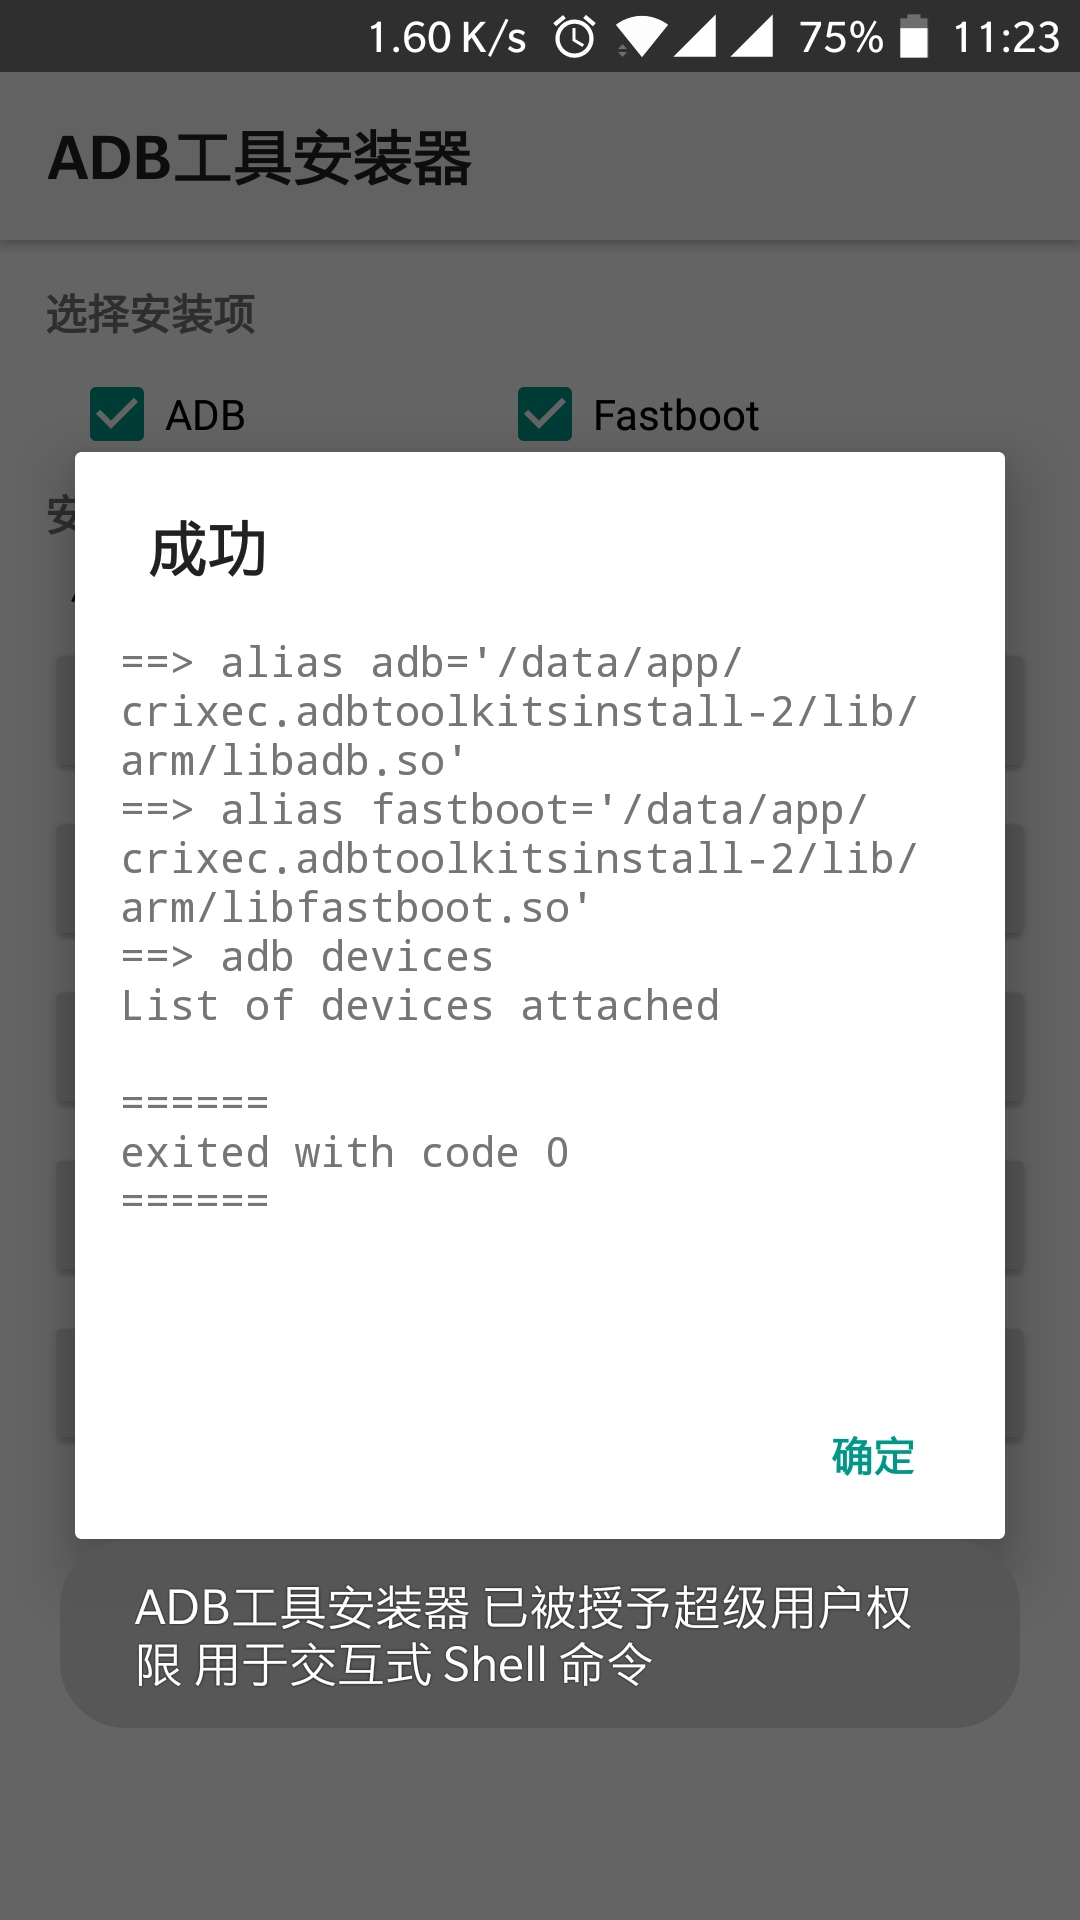 1.60 K/s 75% 11:23
ADB工具安装器
选择安装项
ADB Fastboot
安
成功
==> alias adb='/data/app/
crixec.adbtoolkitsinstall-2/lib/
arm/libadb.so'
==> alias fastboot='/data/app/
crixec.adbtoolkitsinstall-2/lib/
arm/libfastboot.so'
==> adb devices
List of devices attached
======
exited with code 0
======
确定
ADB工具安装器 已被授予超级用户权
限 用于交互式 Shell 命令